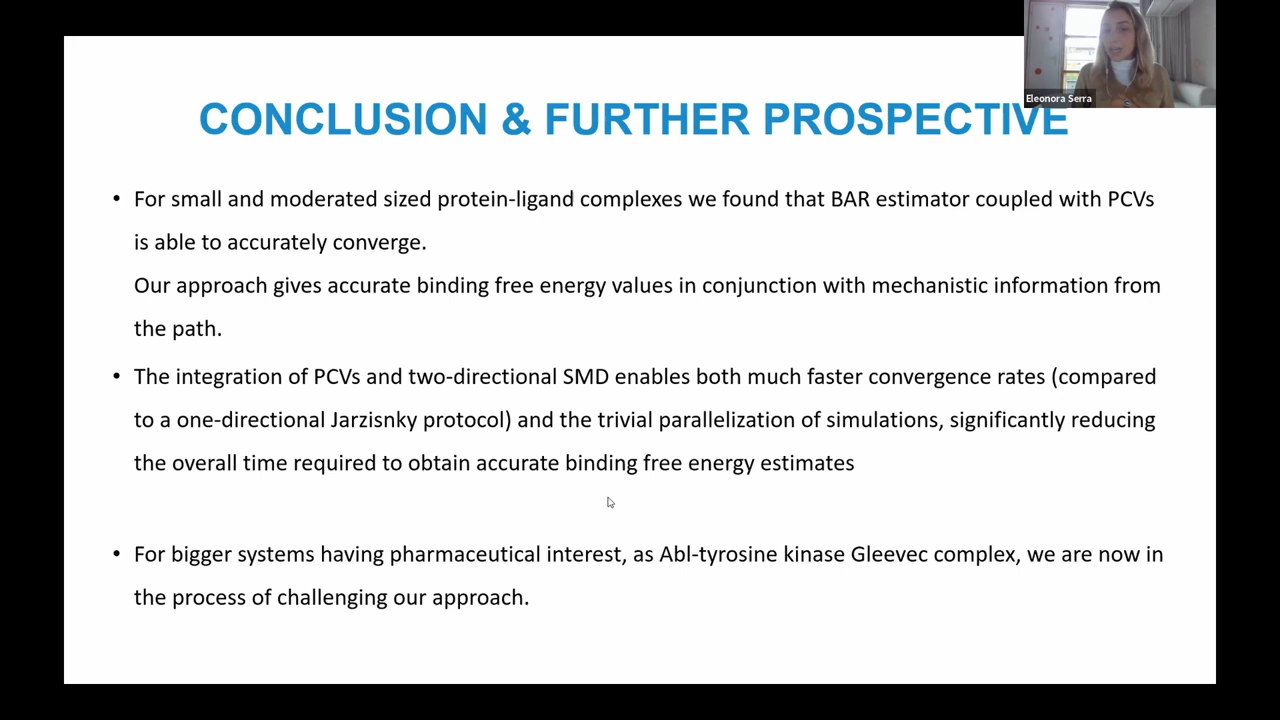 Eleonora Serra
CONCLUSION & FURTHER PROSPECTIVE
• For small and moderated sized protein-ligand complexes we found that BAR estimator coupled with PCVs
is able to accurately converge.
Our approach gives accurate binding free energy values in conjunction with mechanistic information from
the path.
• The integration of PCVs and two-directional SMD enables both much faster convergence rates (compared
to a one-directional Jarzisnky protocol) and the trivial parallelization of simulations, significantly reducing
the overall time required to obtain accurate binding free energy estimates
• For bigger systems having pharmaceutical interest, as Abl-tyrosine kinase Gleevec complex, we are now in
the process of challenging our approach.